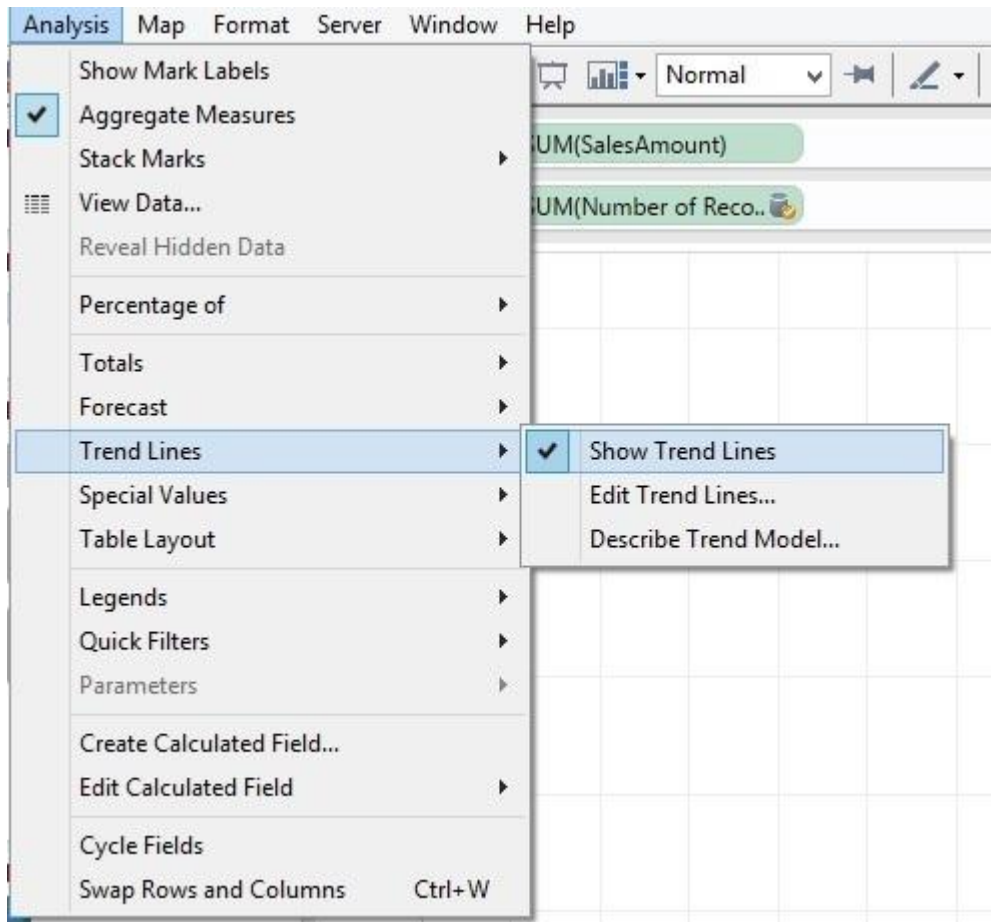 Analysis Map Format Server Window Help
Show Mark Labels
Normal
Aggregate Measures
UM(SalesAmount)
Stack Marks
View Data...
UM(Number of Reco..
Reveal Hidden Data
Percentage of
Totals
Forecast
Trend Lines
Show Trend Lines
Special Values
Edit Trend Lines...
Table Layout
Describe Trend Model...
Legends
Quick Filters
Parameters
Create Calculated Field...
Edit Calculated Field
Cycle Fields
Swap Rows and Columns Ctrl+W